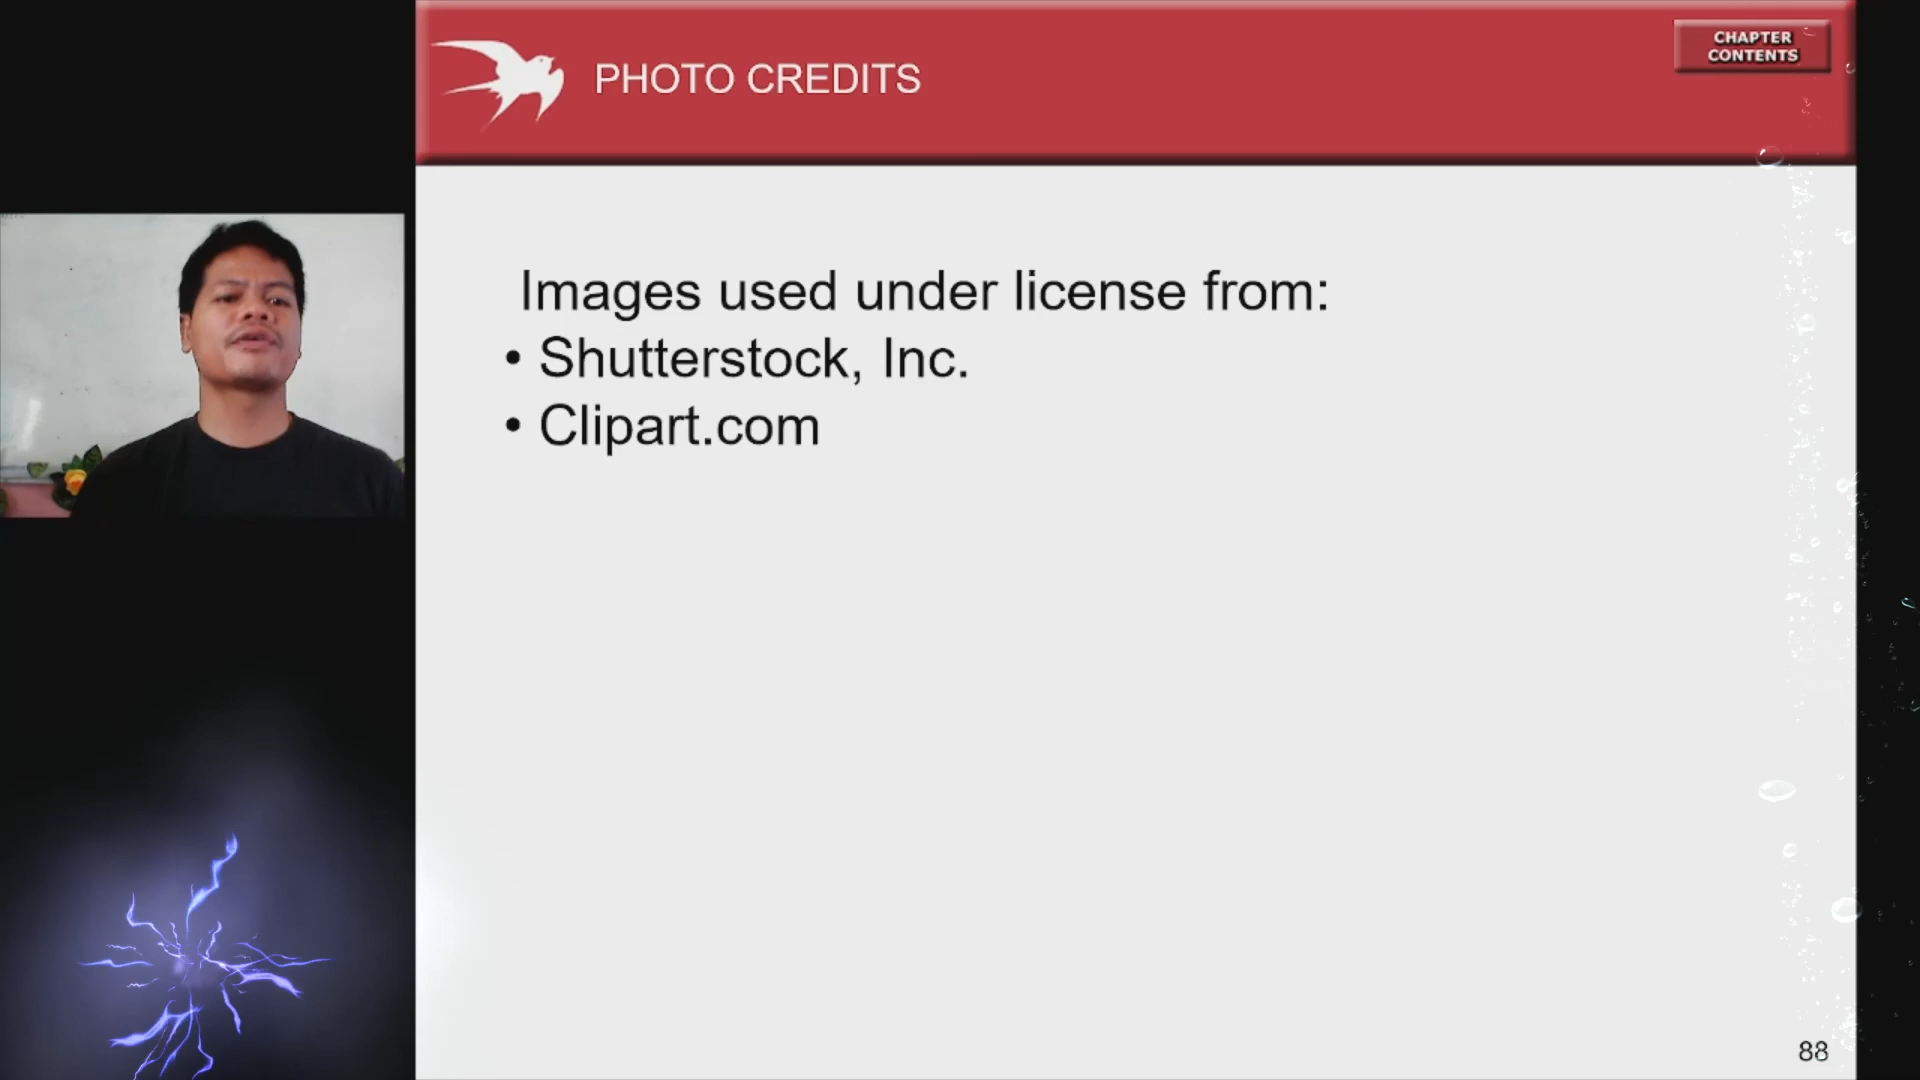 PHOTO CREDITS
CHAPTER
CONTENTS
Images used under license from:
• Shutterstock, Inc.
• Clipart.com
88